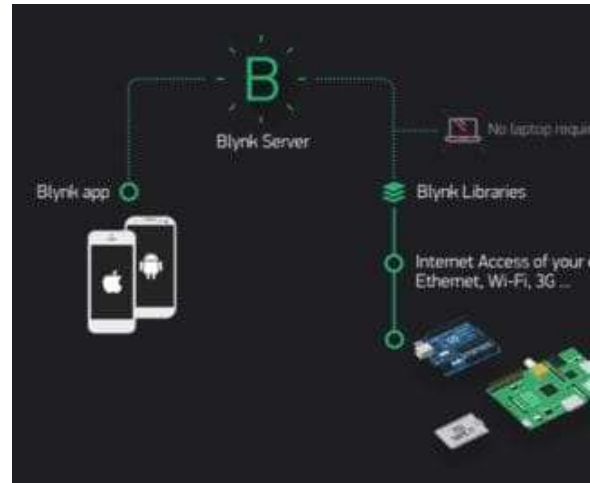 B
Blynk Server
No laptop requi
Blynk app
Blynk Libraries
Internet Access of your
Ethernet, Wi-Fi, 3G ...